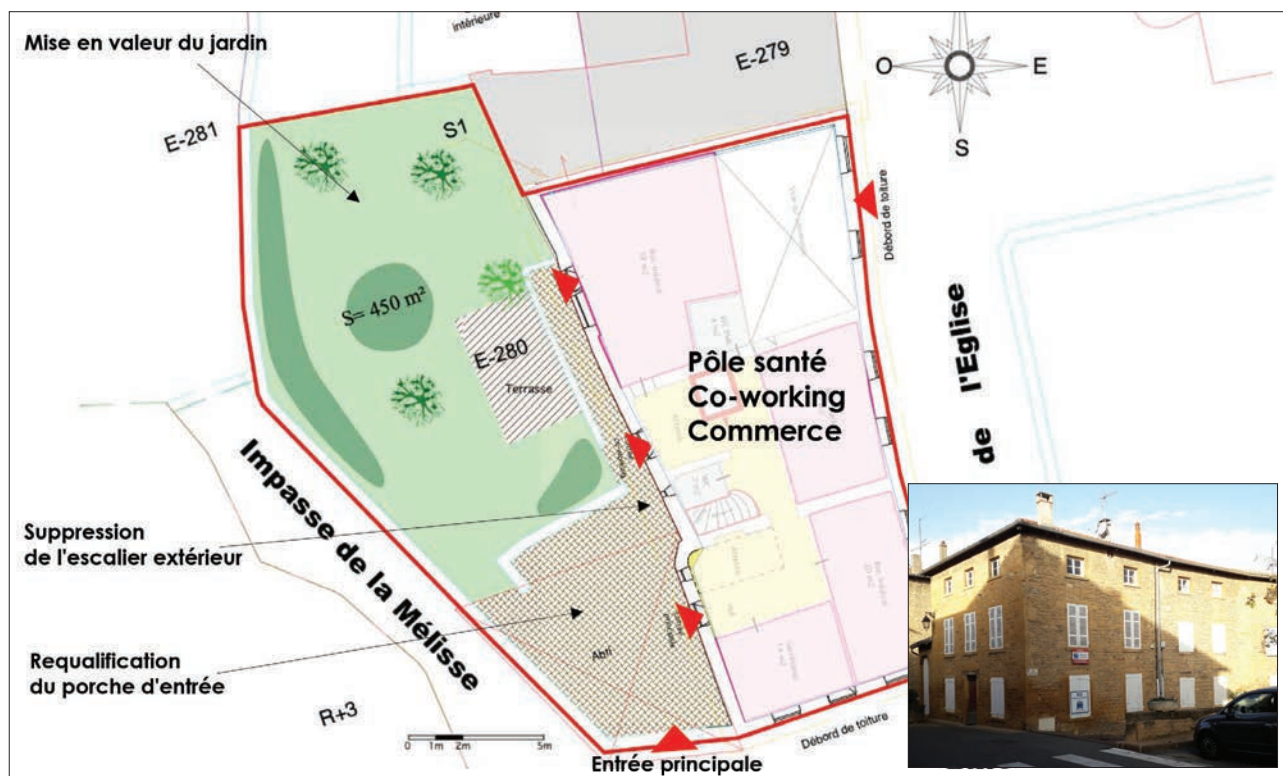 Mise en valeur du jardin
intérieure
E-279
O
E
S
E-281
S1
Débord de toiture
S= 450 m²
E-280
Terrasse
Pôle santé
Co-working
Commerce
de l'Eglise
Impasse de la Mélisse
Suppression
de l'escalier extérieur
Requalification
du porche d'entrée
Abri
R+3
0 1m 2m 5m
Débord de toiture
Entrée principale